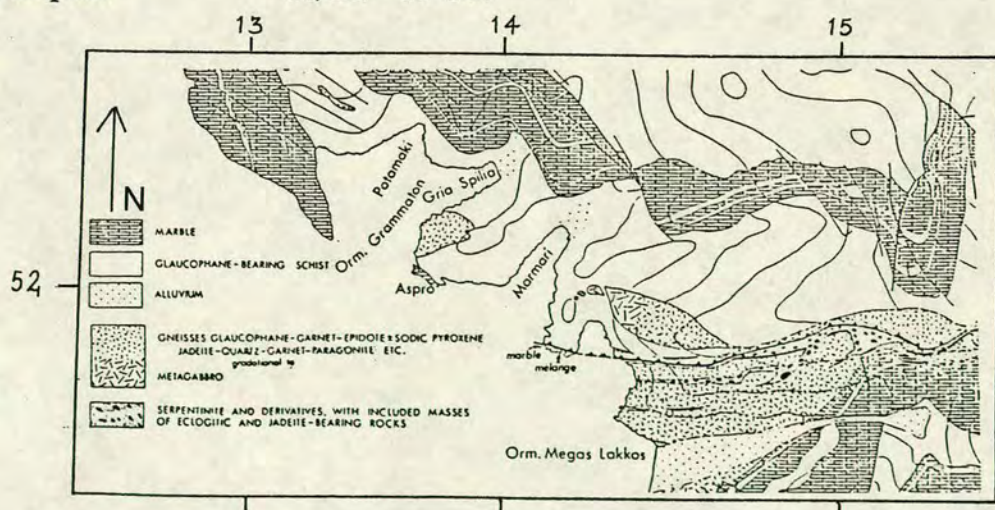 13 14 15
N
52
Potamaki
Orm. Grammaton
Gria Spilia
Aspro
Marmari
marble
melange
Orm. Megas Lakkos
MARBLE
GLAUCOPHANE-BEARING SCHIST
ALLUVIUM
GNEISSES GLAUCOPHANE-GARNET-EPIDOTE±SODIC PYROXENE
JADEITE-QUARTZ-GARNET-PARAGONITE ETC.
gradational to
METAGABBRO
SERPENTINITE AND DERIVATIVES, WITH INCLUDED MASSES
OF ECLOGITIC AND JADEITE-BEARING ROCKS